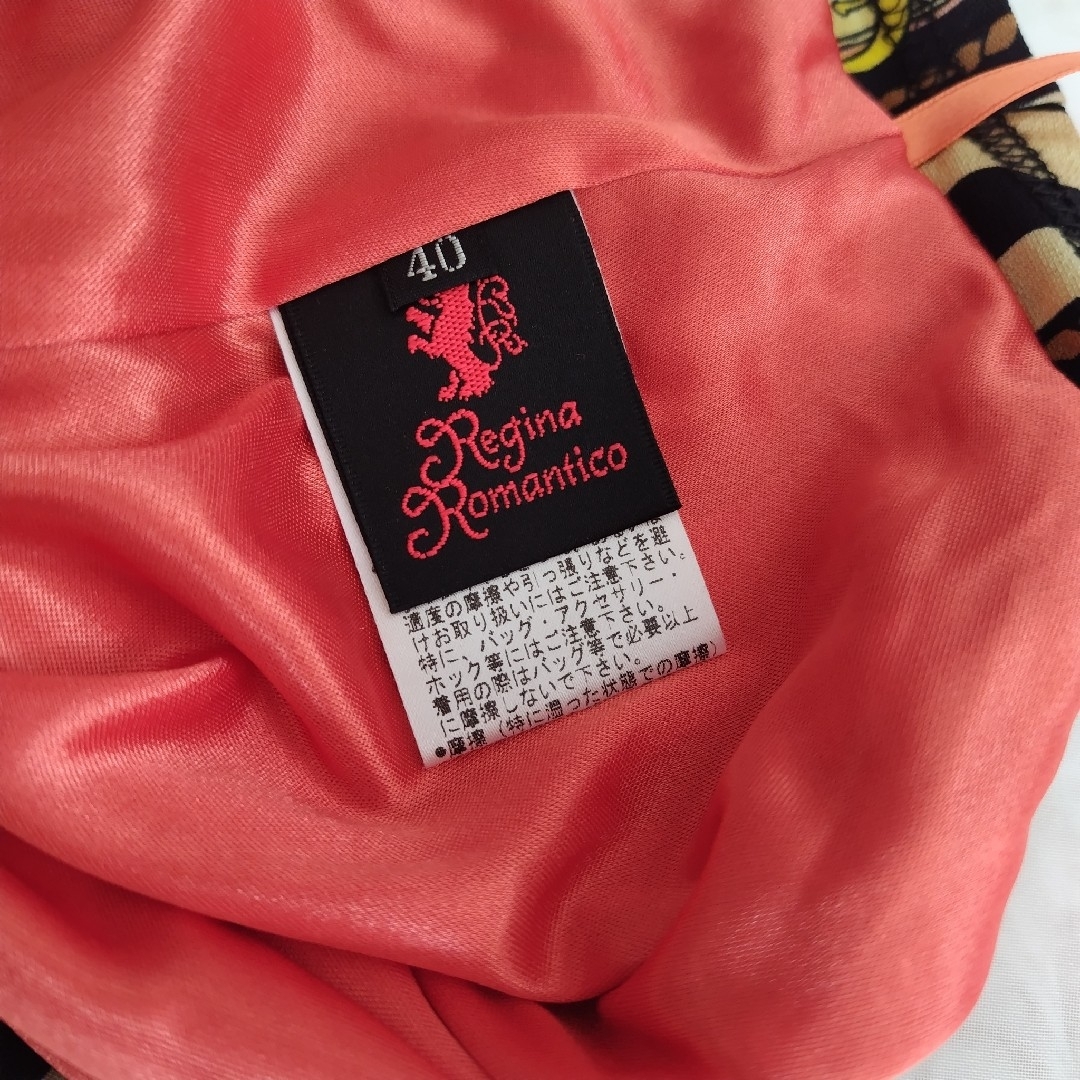 40
RR
Regina
Romantico
過度の摩擦や引っ張りなどを避
けお取り扱いにはご注意下さい。
特に、バッグ・アクセサリー・
ホック等にはご注意下さい。
着用の際はバッグ等で必要以上
に摩擦しないで下さい。
●摩擦（特に湿った状態での摩擦）